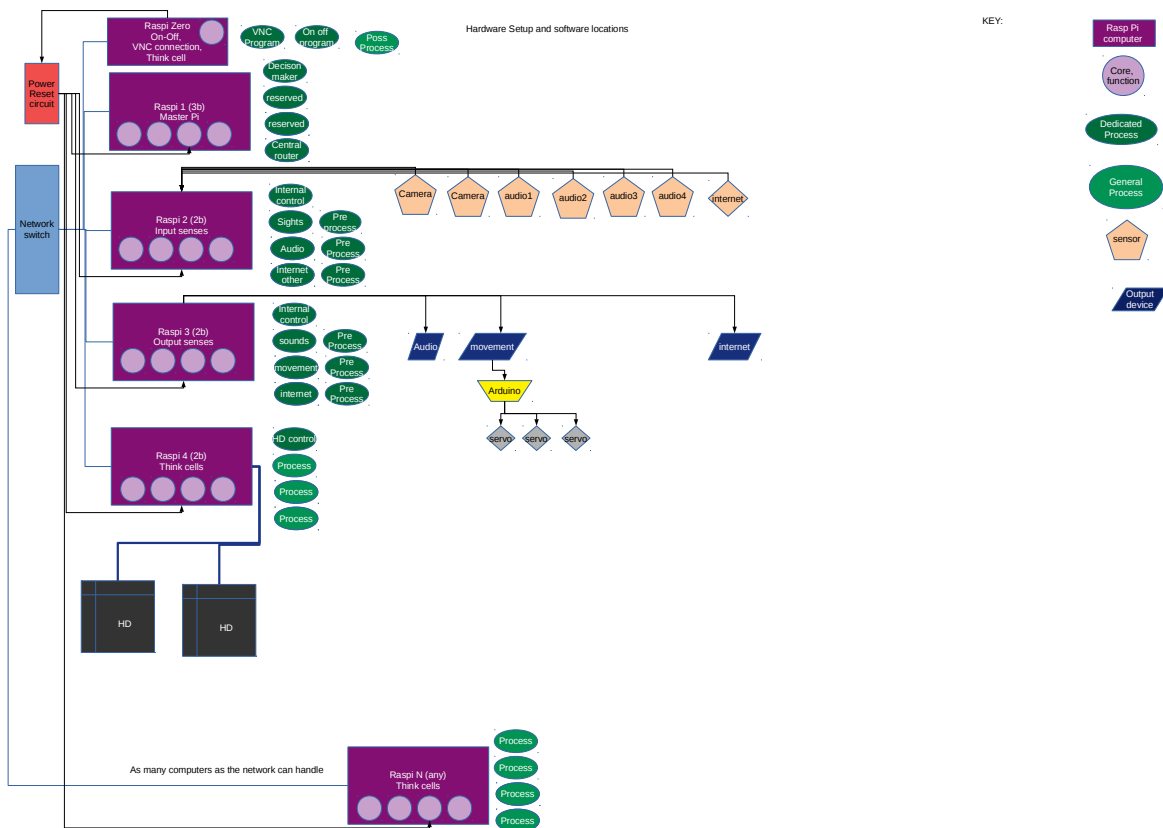 Hardware Setup and software locations
KEY:
Raspi Zero
On-Off,
VNC connection,
Think cell
VNC
Program
On off
program
Poss
Process
Power
Reset
circuit
Raspi 1 (3b)
Master Pi
Decison
maker
reserved
reserved
Central
router
Network
switch
Raspi 2 (2b)
Input senses
Internal
control
Sights
Pre
process
Audio
Pre
Process
Internet
other
Pre
Process
Camera
Camera
audio1
audio2
audio3
audio4
internet
Raspi 3 (2b)
Output senses
Internal
control
sounds
Pre
Process
movement
Pre
Process
internet
Pre
Process
Audio
movement
internet
Arduino
servo
servo
servo
Raspi 4 (2b)
Think cells
HD control
Process
Process
Process
HD
HD
As many computers as the network can handle
Raspi N (any)
Think cells
Process
Process
Process
Process
Rasp Pi
computer
Core,
function
Dedicated
Process
General
Process
sensor
Output
device